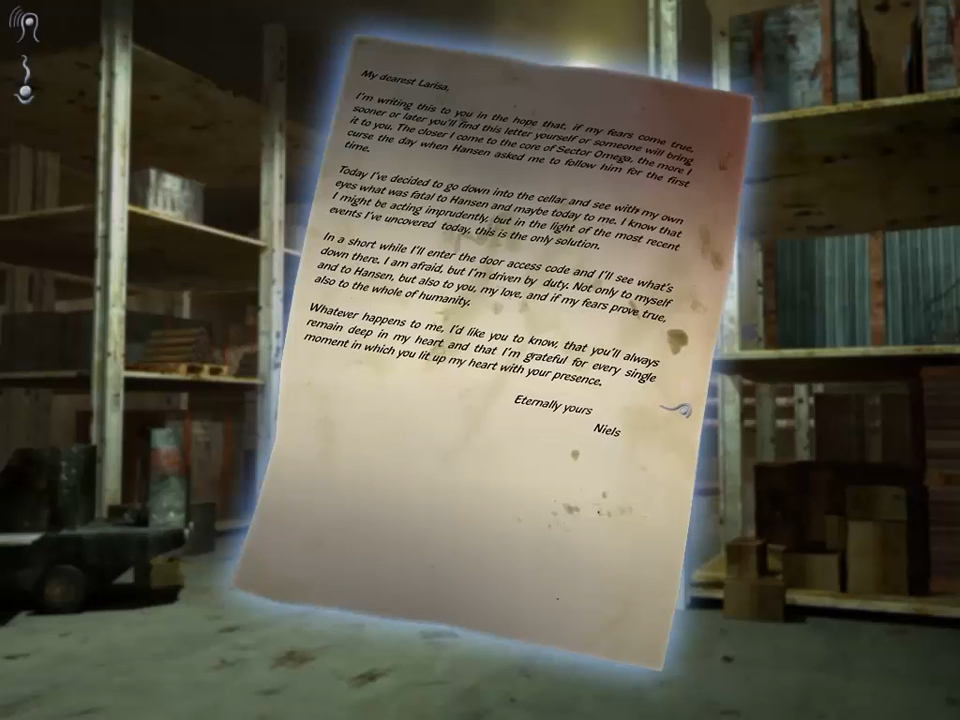 My dearest Larisa,
I'm writing this to you in the hope that, if my fears come true,
sooner or later you'll find this letter yourself or someone will bring
it to you. The closer I come to the core of Sector Omega, the more I
curse the day when Hansen asked me to follow him for the first
time.
Today I've decided to go down into the cellar and see with my own
eyes what was fatal to Hansen and maybe today to me. I know that
I might be acting imprudently, but in the light of the most recent
events I've uncovered today, this is the only solution.
In a short while I'll enter the door access code and I'll see what's
down there. I am afraid, but I'm driven by duty. Not only to myself
and to Hansen, but also to you, my love, and if my fears prove true,
also to the whole of humanity.
Whatever happens to me, I'd like you to know, that you'll always
remain deep in my heart and that I'm grateful for every single
moment in which you lit up my heart with your presence.
Eternally yours
Niels